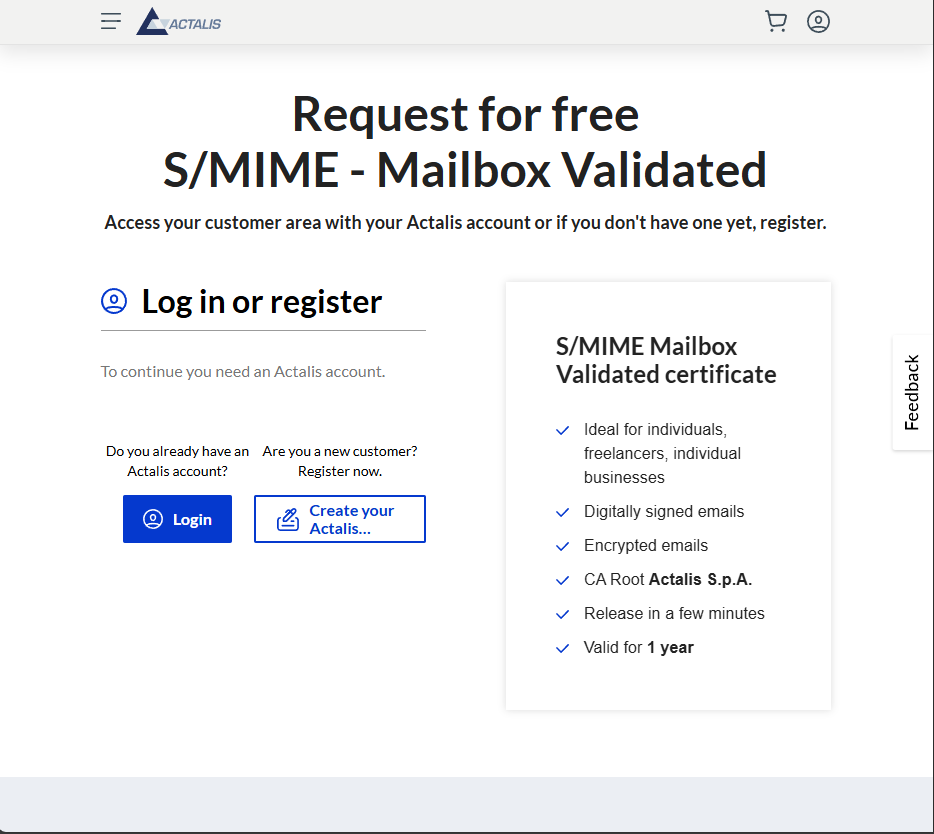 ACTALIS
Request for free
S/MIME - Mailbox Validated
Access your customer area with your Actalis account or if you don't have one yet, register.
Log in or register
To continue you need an Actalis account.
Do you already have an
Actalis account?
Login
Are you a new customer?
Register now.
Create your
Actalis...
S/MIME Mailbox
Validated certificate
Ideal for individuals,
freelancers, individual
businesses
Digitally signed emails
Encrypted emails
CA Root Actalis S.p.A.
Release in a few minutes
Valid for 1 year
Feedback